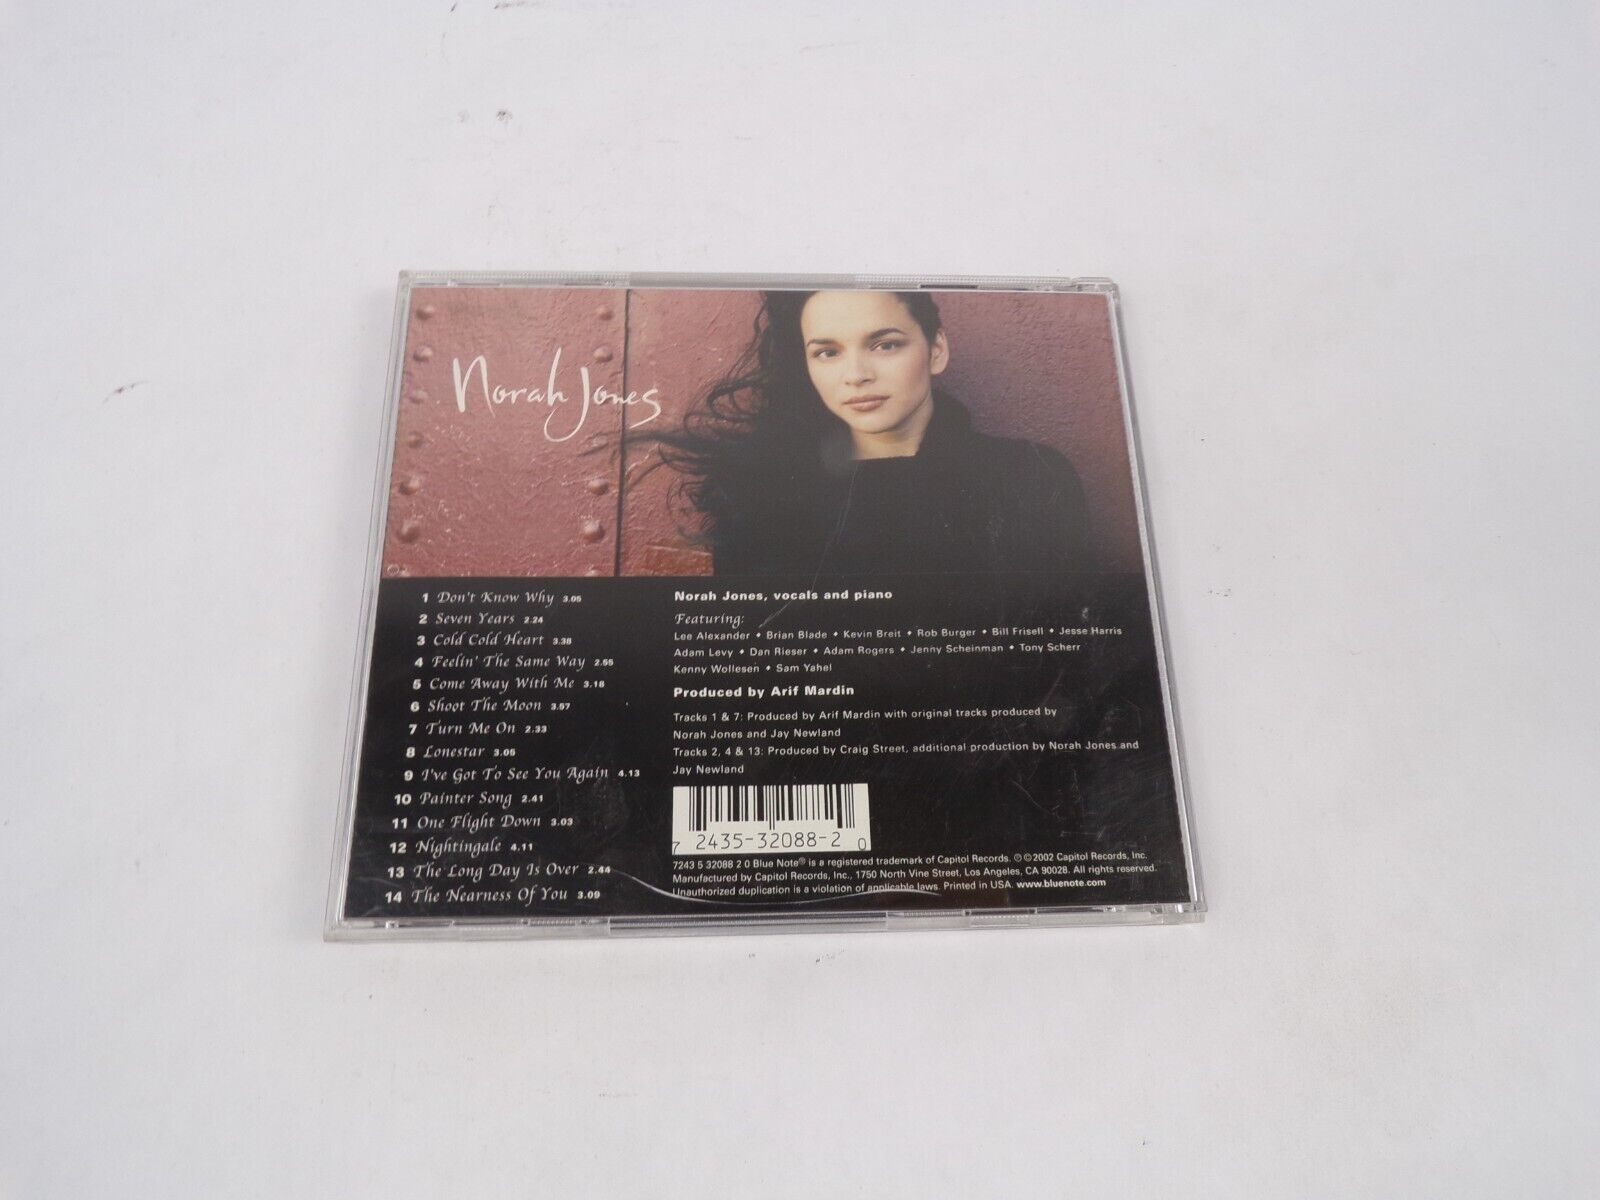 Norah Jones
1 Don't Know Why 3.05
2 Seven Years 2.24
3 Cold Cold Heart 3.38
4 Feelin' The Same Way 2.55
5 Come Away With Me 3.18
6 Shoot The Moon 3.57
7 Turn Me On 2.33
8 Lonestar 3.05
9 I've Got To See You Again 4.13
10 Painter Song 2.41
11 One Flight Down 3.03
12 Nightingale 4.11
13 The Long Day Is Over 2.44
14 The Nearness Of You 3.09
Norah Jones, vocals and piano
Featuring:
Lee Alexander • Brian Blade • Kevin Breit • Rob Burger • Bill Frisell • Jesse Harris
Adam Levy • Dan Rieser • Adam Rogers • Jenny Scheinman • Tony Scherr
Kenny Wollesen • Sam Yahel
Produced by Arif Mardin
Tracks 1 & 7: Produced by Arif Mardin with original tracks produced by
Norah Jones and Jay Newland
Tracks 2, 4 & 13: Produced by Craig Street, additional production by Norah Jones and
Jay Newland
7 2435-32088-2 0
7243 5 32088 2 0 Blue Note® is a registered trademark of Capitol Records. ℗ © 2002 Capitol Records, Inc.
Manufactured by Capitol Records, Inc., 1750 North Vine Street, Los Angeles, CA 90028. All rights reserved.
Unauthorized duplication is a violation of applicable laws. Printed in USA. www.bluenote.com